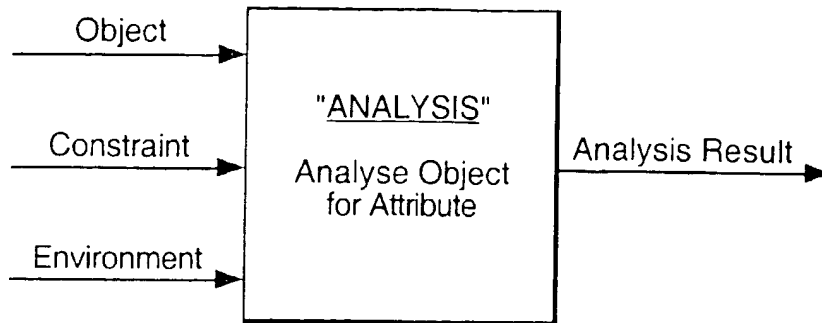 Object
Constraint
Environment
"ANALYSIS"
Analyse Object
for Attribute
Analysis Result